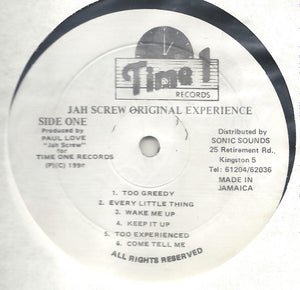 Time 1
RECORDS
JAH SCREW ORIGINAL EXPERIENCE
SIDE ONE
Produced by
PAUL LOVE
"Jah Screw"
for
TIME ONE RECORDS
(P)(C)
Distributed by
SONIC SOUNDS
25 Retirement Rd.,
Kingston 5
Tel: 61204/62036
MADE IN
JAMAICA
1. TOO GREEDY
2. EVERY LITTLE THING
3. WAKE ME UP
4. KEEP IT UP
5. TOO EXPERIENCED
6. COME TELL ME
ALL RIGHTS RESERVED